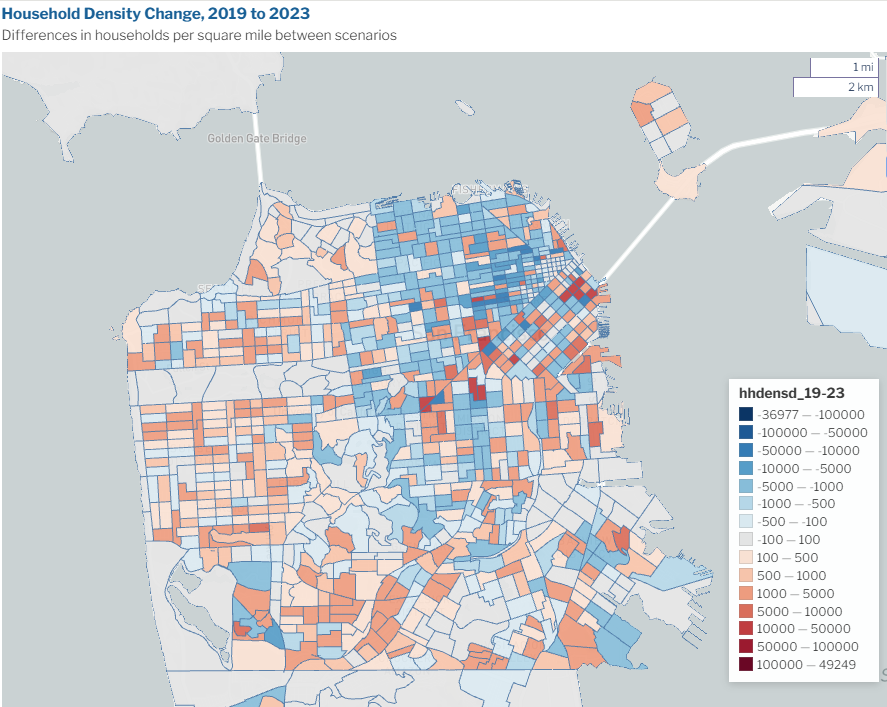 Household Density Change, 2019 to 2023
Differences in households per square mile between scenarios
1 mi
2 km
Golden Gate Bridge
hhdensd_19-23
-36977 — -100000
-100000 — -50000
-50000 — -10000
-10000 — -5000
-5000 — -1000
-1000 — -500
-500 — -100
-100 — 100
100 — 500
500 — 1000
1000 — 5000
5000 — 10000
10000 — 50000
50000 — 100000
100000 — 49249